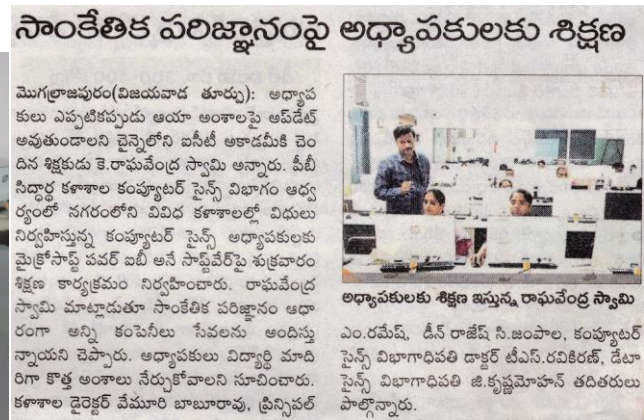 సాంకేతిక పరిజ్ఞానంపై అధ్యాపకులకు శిక్షణ
మొగల్రాజపురం(విజయవాడ తూర్పు): అధ్యాప
కులు ఎప్పటికప్పుడు ఆయా అంశాలపై అప్‌డేట్
అవుతుండాలని చైన్నెలోని ఐసీటీ అకాడమీకి చెం
దిన శిక్షకుడు కె.రాఘవేంద్ర స్వామి అన్నారు. పీబీ
సిద్ధార్థ కళాశాల కంప్యూటర్ సైన్స్ విభాగం ఆధ్వ
ర్యంలో నగరంలోని వివిధ కళాశాలల్లో విధులు
నిర్వహిస్తున్న కంప్యూటర్ సైన్స్ అధ్యాపకులకు
మైక్రోసాఫ్ట్ పవర్ ఐబీ అనే సాఫ్ట్‌వేర్‌పై శుక్రవారం
శిక్షణ కార్యక్రమం నిర్వహించారు. రాఘవేంద్ర
స్వామి మాట్లాడుతూ సాంకేతిక పరిజ్ఞానం ఆధా
రంగా అన్ని కంపెనీలు సేవలను అందిస్తు
న్నాయని చెప్పారు. అధ్యాపకులు విద్యార్థి మాది
రిగా కొత్త అంశాలు నేర్చుకోవాలని సూచించారు.
కళాశాల డైరెక్టర్ వేమూరి బాబూరావు, ప్రిన్సిపల్
అధ్యాపకులకు శిక్షణ ఇస్తున్న రాఘవేంద్ర స్వామి
ఎం.రమేష్, డీన్ రాజేష్ సి.జంపాల, కంప్యూటర్
సైన్స్ విభాగాధిపతి డాక్టర్ టీఎస్.రవికిరణ్, డేటా
సైన్స్ విభాగాధిపతి జి.కృష్ణమోహన్ తదితరులు
పాల్గొన్నారు.